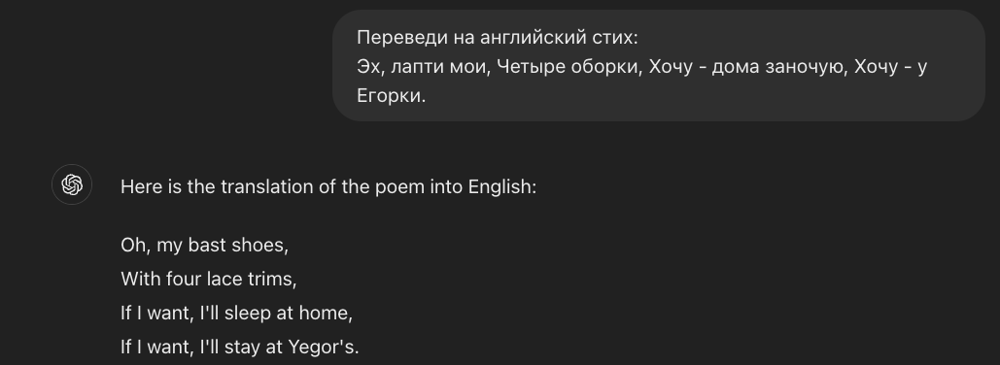 Переведи на английский стих:
Эх, лапти мои, Четыре оборки, Хочу - дома заночую, Хочу - у
Егорки.
Here is the translation of the poem into English:
Oh, my bast shoes,
With four lace trims,
If I want, I'll sleep at home,
If I want, I'll stay at Yegor's.